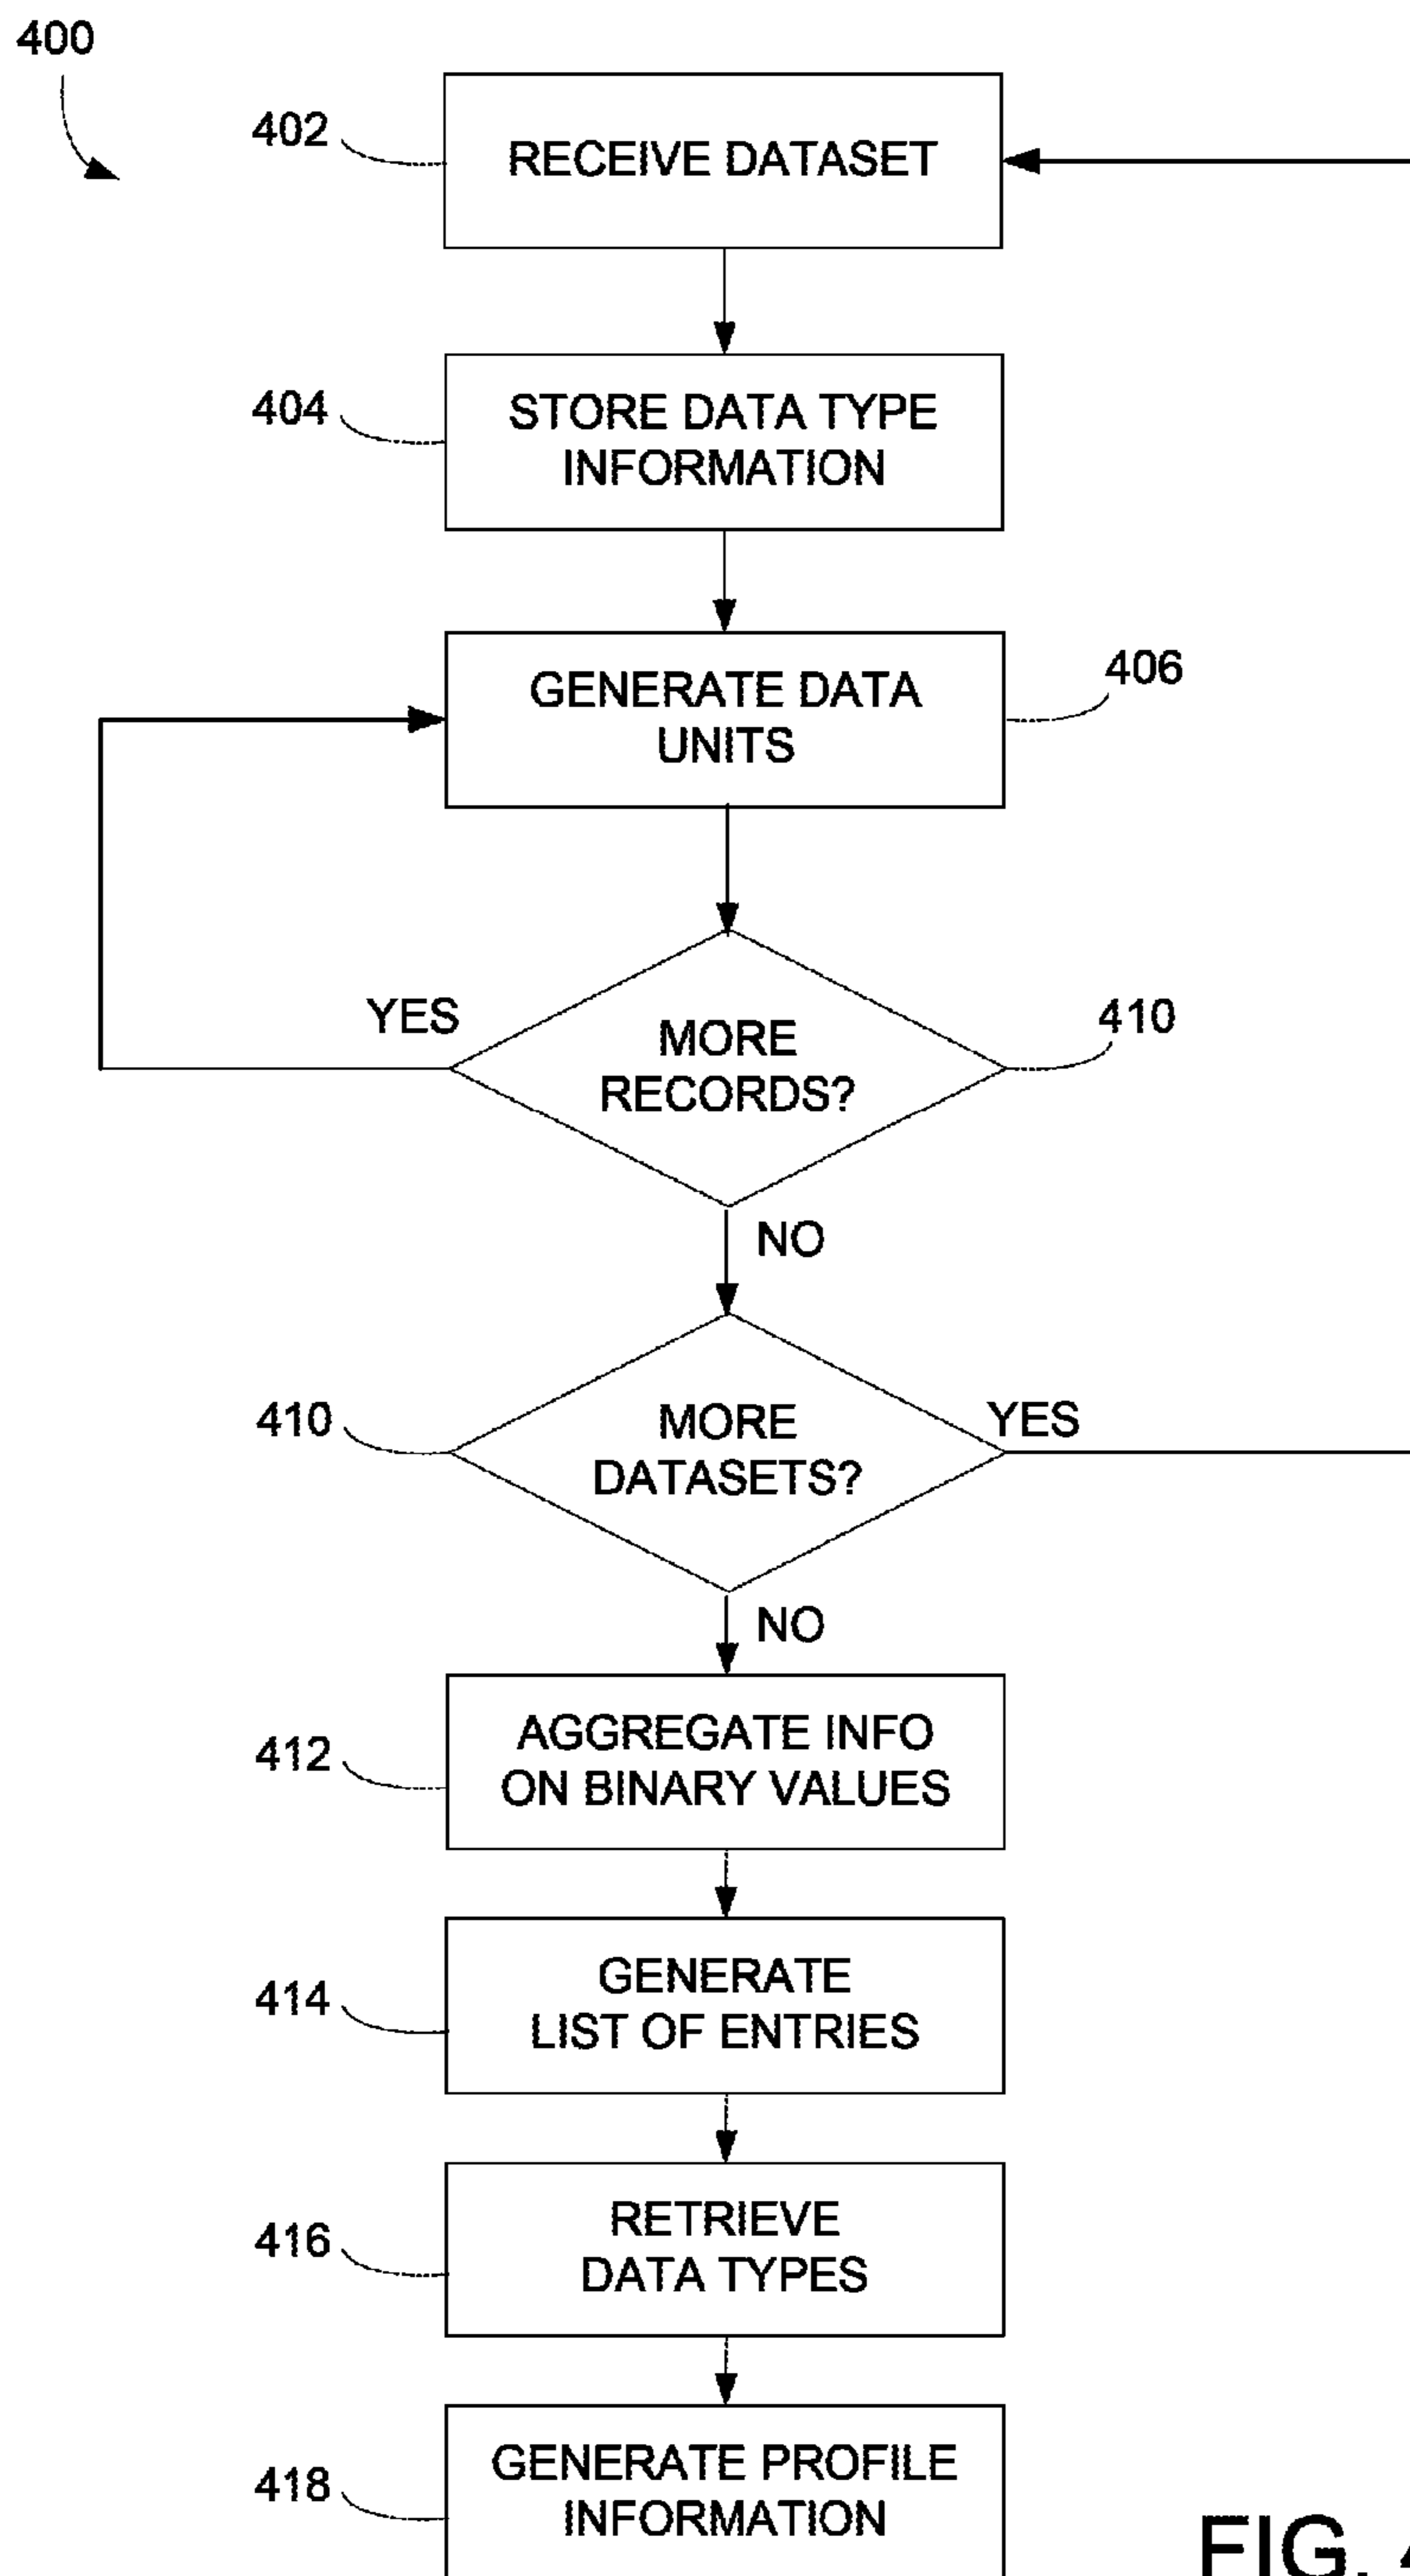 400
402
RECEIVE DATASET
404
STORE DATA TYPE
INFORMATION
406
GENERATE DATA
UNITS
YES
410
MORE
RECORDS?
NO
410
MORE
DATASETS?
YES
NO
412
AGGREGATE INFO
ON BINARY VALUES
414
GENERATE
LIST OF ENTRIES
416
RETRIEVE
DATA TYPES
418
GENERATE PROFILE
INFORMATION
FIG. 4